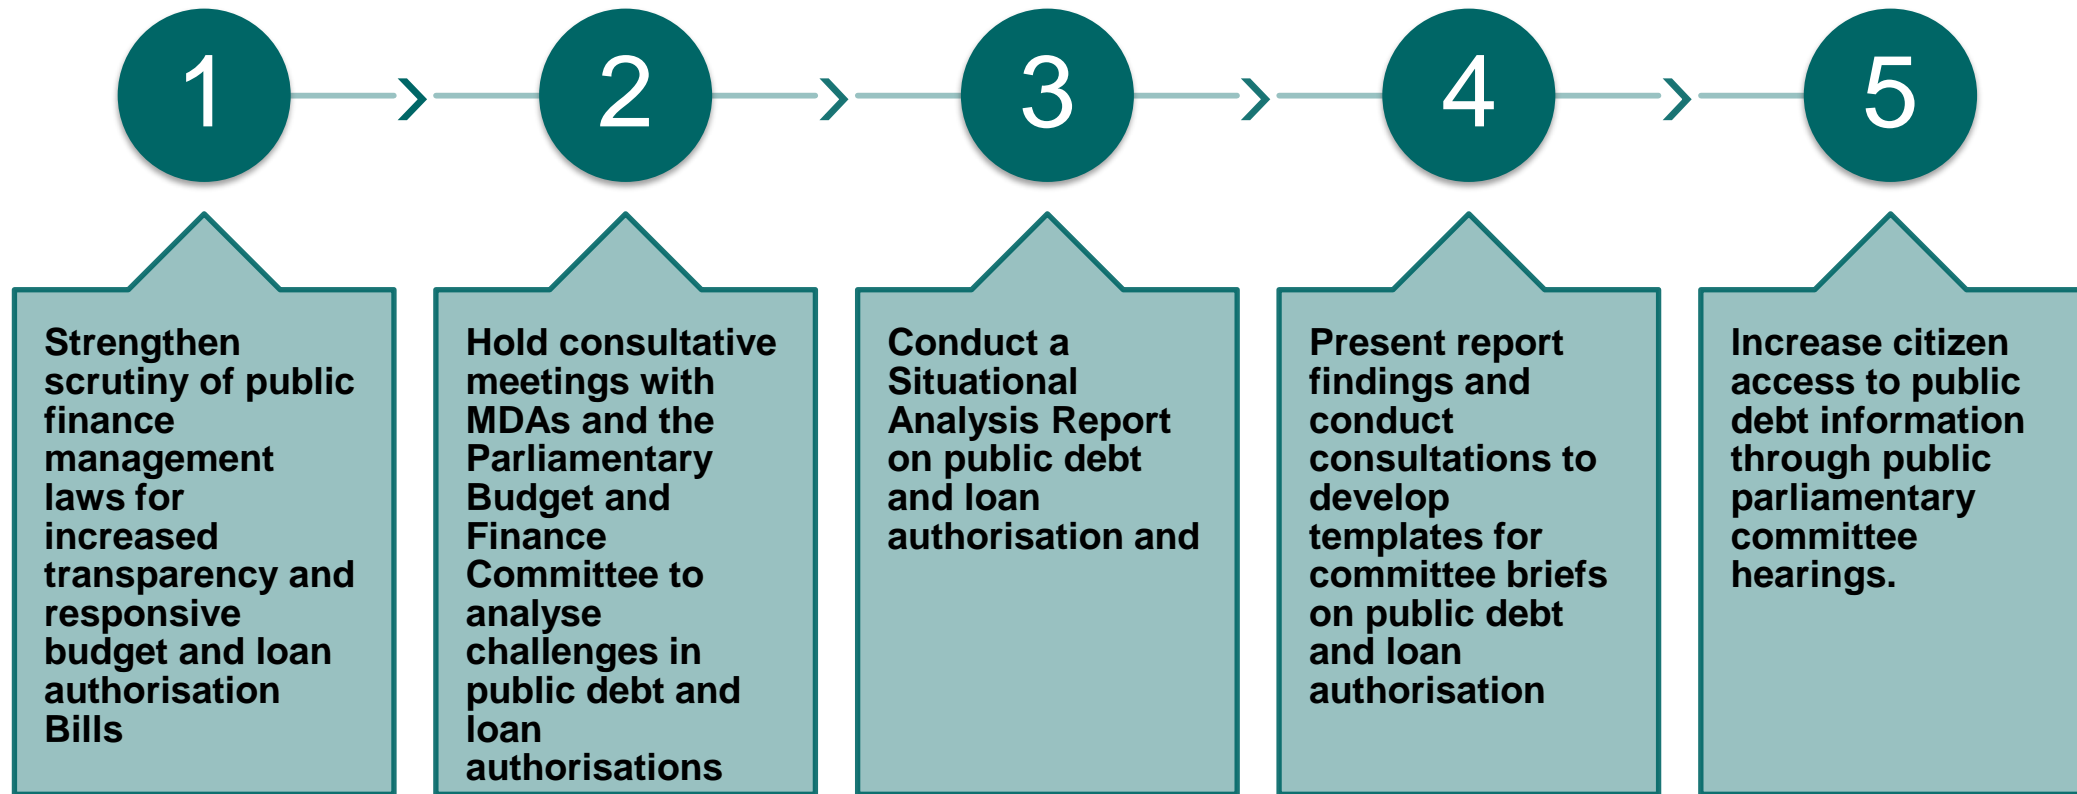 1
2
3
4
5
Strengthen
scrutiny of public
finance
management
laws for
increased
transparency and
responsive
budget and loan
authorisation
Bills
Hold consultative
meetings with
MDAs and the
Parliamentary
Budget and
Finance
Committee to
analyse
challenges in
public debt and
loan
authorisations
Conduct a
Situational
Analysis Report
on public debt
and loan
authorisation and
Present report
findings and
conduct
consultations to
develop
templates for
committee briefs
on public debt
and loan
authorisation
Increase citizen
access to public
debt information
through public
parliamentary
committee
hearings.